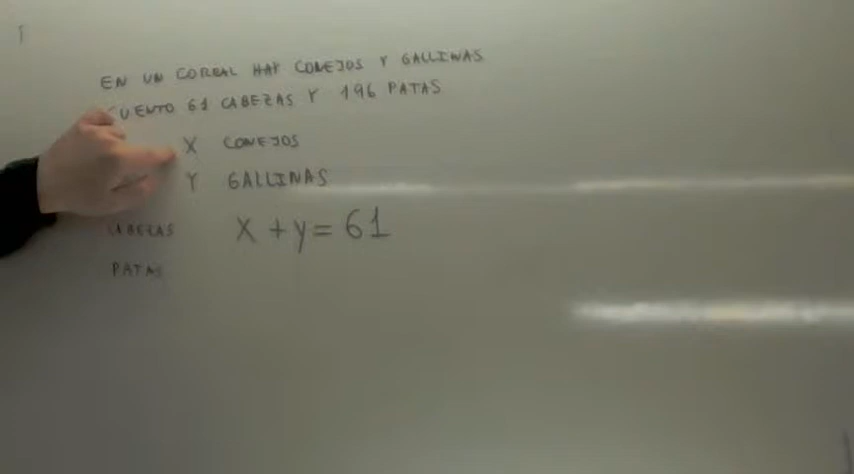 EN UN CORRAL HAY CONEJOS Y GALLINAS
CUENTO 61 CABEZAS Y 196 PATAS
X CONEJOS
Y GALLINAS
CABEZAS X + y = 61
PATAS